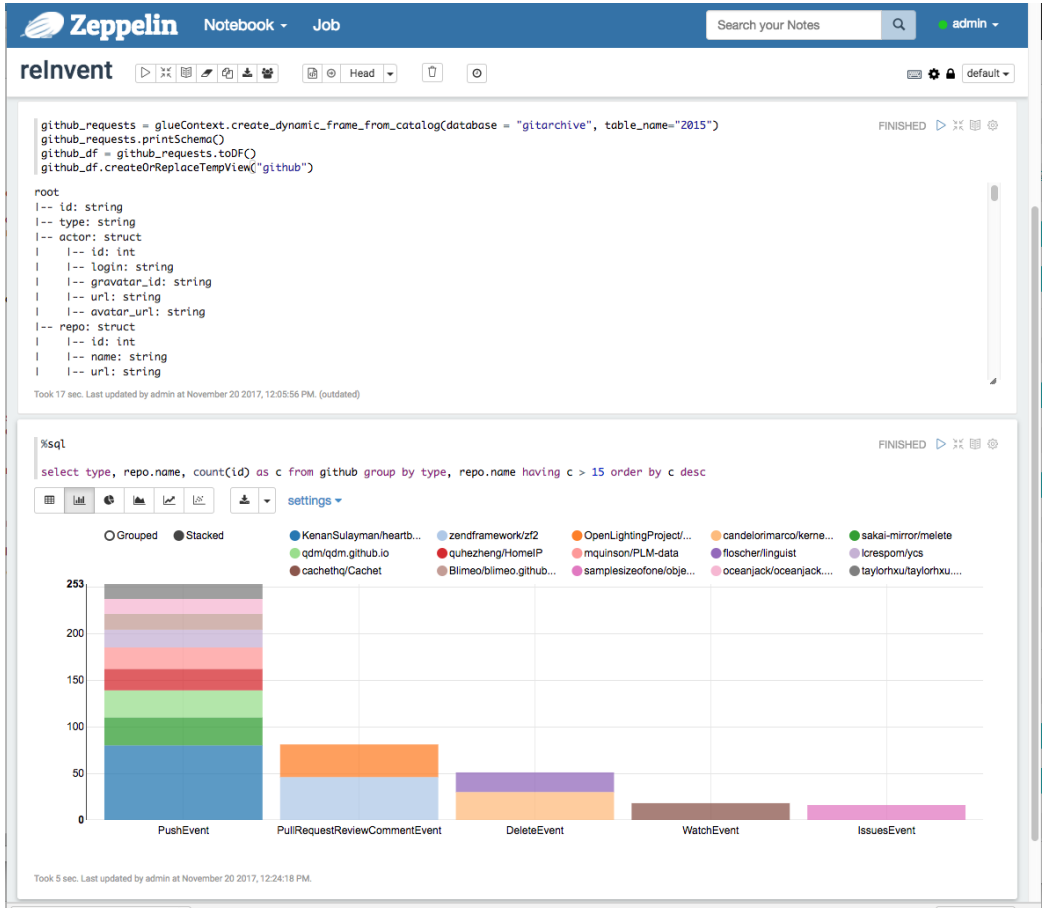 Zeppelin Notebook Job Search your Notes admin
reInvent Head default
github_requests = glueContext.create_dynamic_frame_from_catalog(database = "gitarchive", table_name="2015") FINISHED
github_requests.printSchema()
github_df = github_requests.toDF()
github_df.createOrReplaceTempView("github")
root
|-- id: string
|-- type: string
|-- actor: struct
|    |-- id: int
|    |-- login: string
|    |-- gravatar_id: string
|    |-- url: string
|    |-- avatar_url: string
|-- repo: struct
|    |-- id: int
|    |-- name: string
|    |-- url: string
Took 17 sec. Last updated by admin at November 20 2017, 12:05:56 PM. (outdated)
%sql FINISHED
select type, repo.name, count(id) as c from github group by type, repo.name having c > 15 order by c desc
settings
Grouped Stacked KenanSulayman/heartb... zendframework/zf2 OpenLightingProject/... candelorimarco/kerne... sakai-mirror/melete
qdm/qdm.github.io quhezheng/HomeIP mquinson/PLM-data floscher/linguist lcrespom/ycs
cachethq/Cachet Blimeo/blimeo.github... samplesizeofone/obje... oceanjack/oceanjack.... taylorhxu/taylorhxu....
253
200
150
100
50
0
PushEvent PullRequestReviewCommentEvent DeleteEvent WatchEvent IssuesEvent
Took 5 sec. Last updated by admin at November 20 2017, 12:24:18 PM.